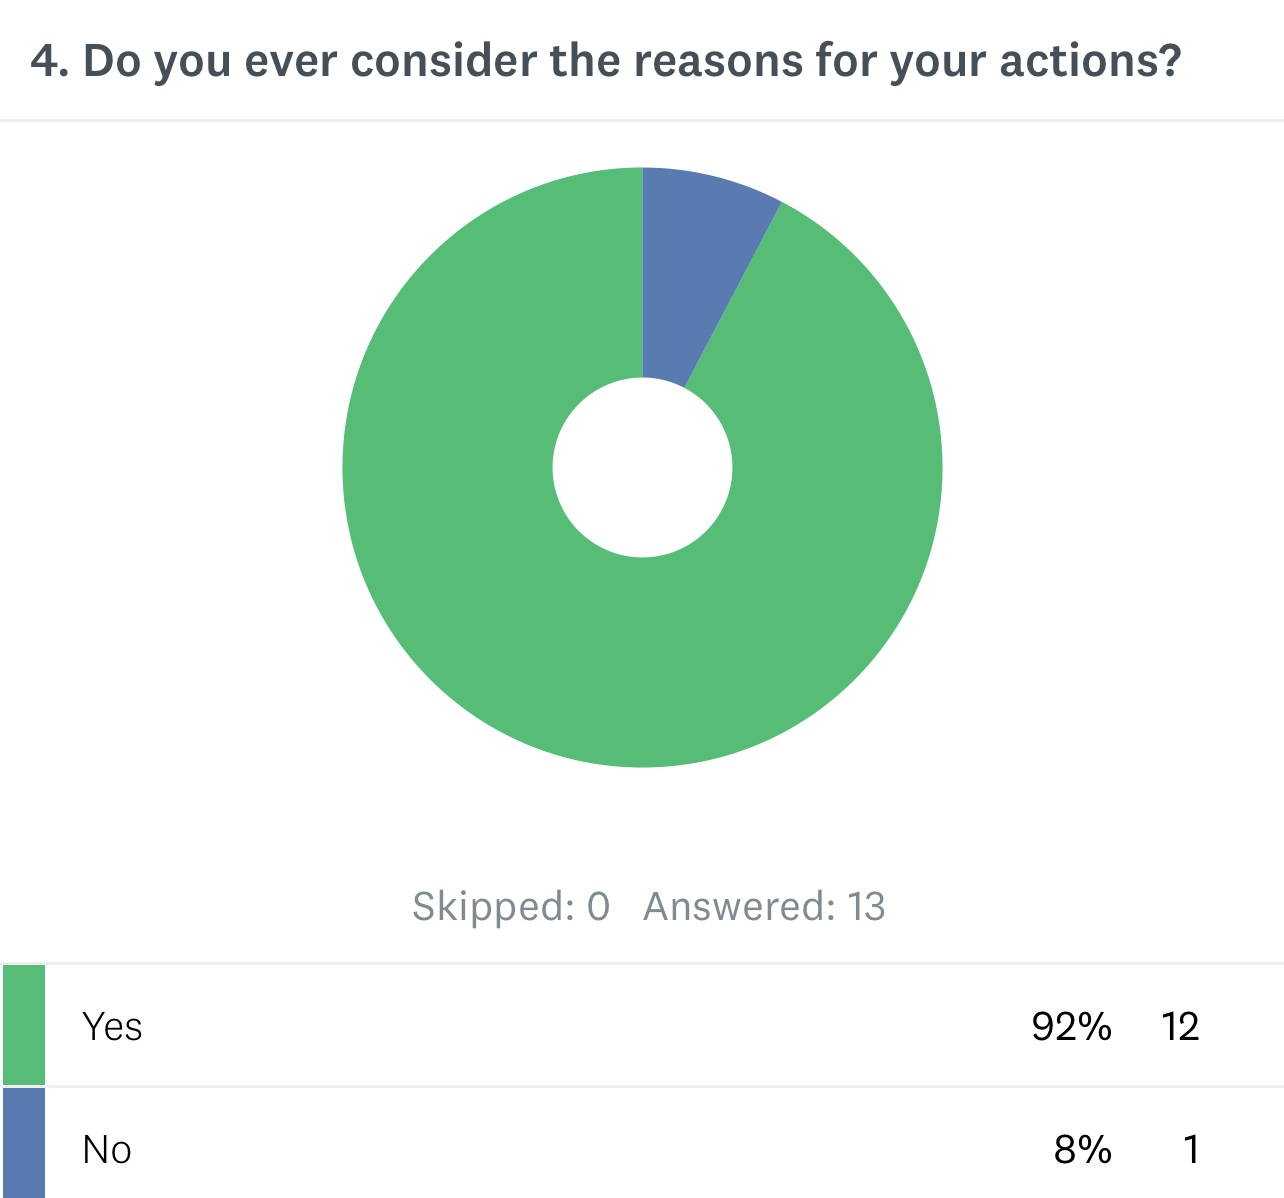 4. Do you ever consider the reasons for your actions?
Skipped: 0 Answered: 13
Yes 92% 12
No 8% 1